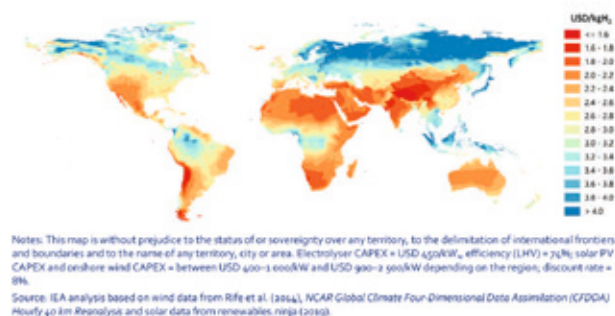 USD/kgH₂
<= 1.6
1.6 - 1.8
1.8 - 2.0
2.0 - 2.2
2.2 - 2.4
2.4 - 2.6
2.6 - 2.8
2.8 - 3.0
3.0 - 3.2
3.2 - 3.4
3.4 - 3.6
3.6 - 3.8
3.8 - 4.0
> 4.0
Notes: This map is without prejudice to the status of or sovereignty over any territory, to the delimitation of international frontiers
and boundaries and to the name of any territory, city or area. Electrolyser CAPEX = USD 450/kWₑ, efficiency (LHV) = 74%; solar PV
CAPEX and onshore wind CAPEX = between USD 400–1 000/kW and USD 900–2 500/kW depending on the region; discount rate =
8%.
Source: IEA analysis based on wind data from Rife et al. (2014), NCAR Global Climate Four-Dimensional Data Assimilation (CFDDA)
Hourly 40 km Reanalysis and solar data from renewables.ninja (2019).